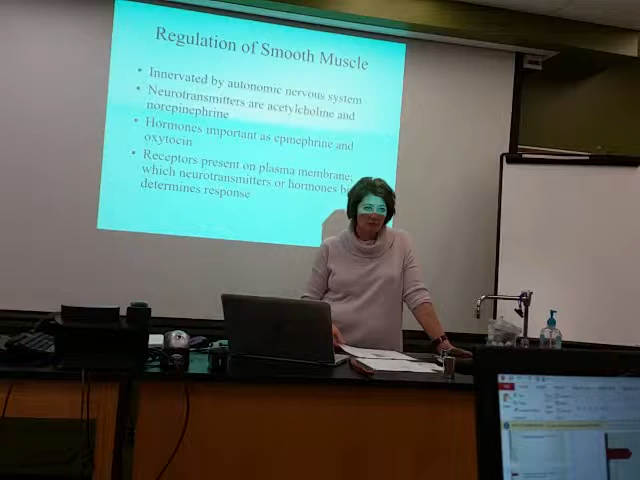 Regulation of Smooth Muscle
• Innervated by autonomic nervous system
• Neurotransmitters are acetylcholine and
norepinephrine
• Hormones important as epinephrine and
oxytocin
• Receptors present on plasma membrane;
which neurotransmitters or hormones bi
determines response